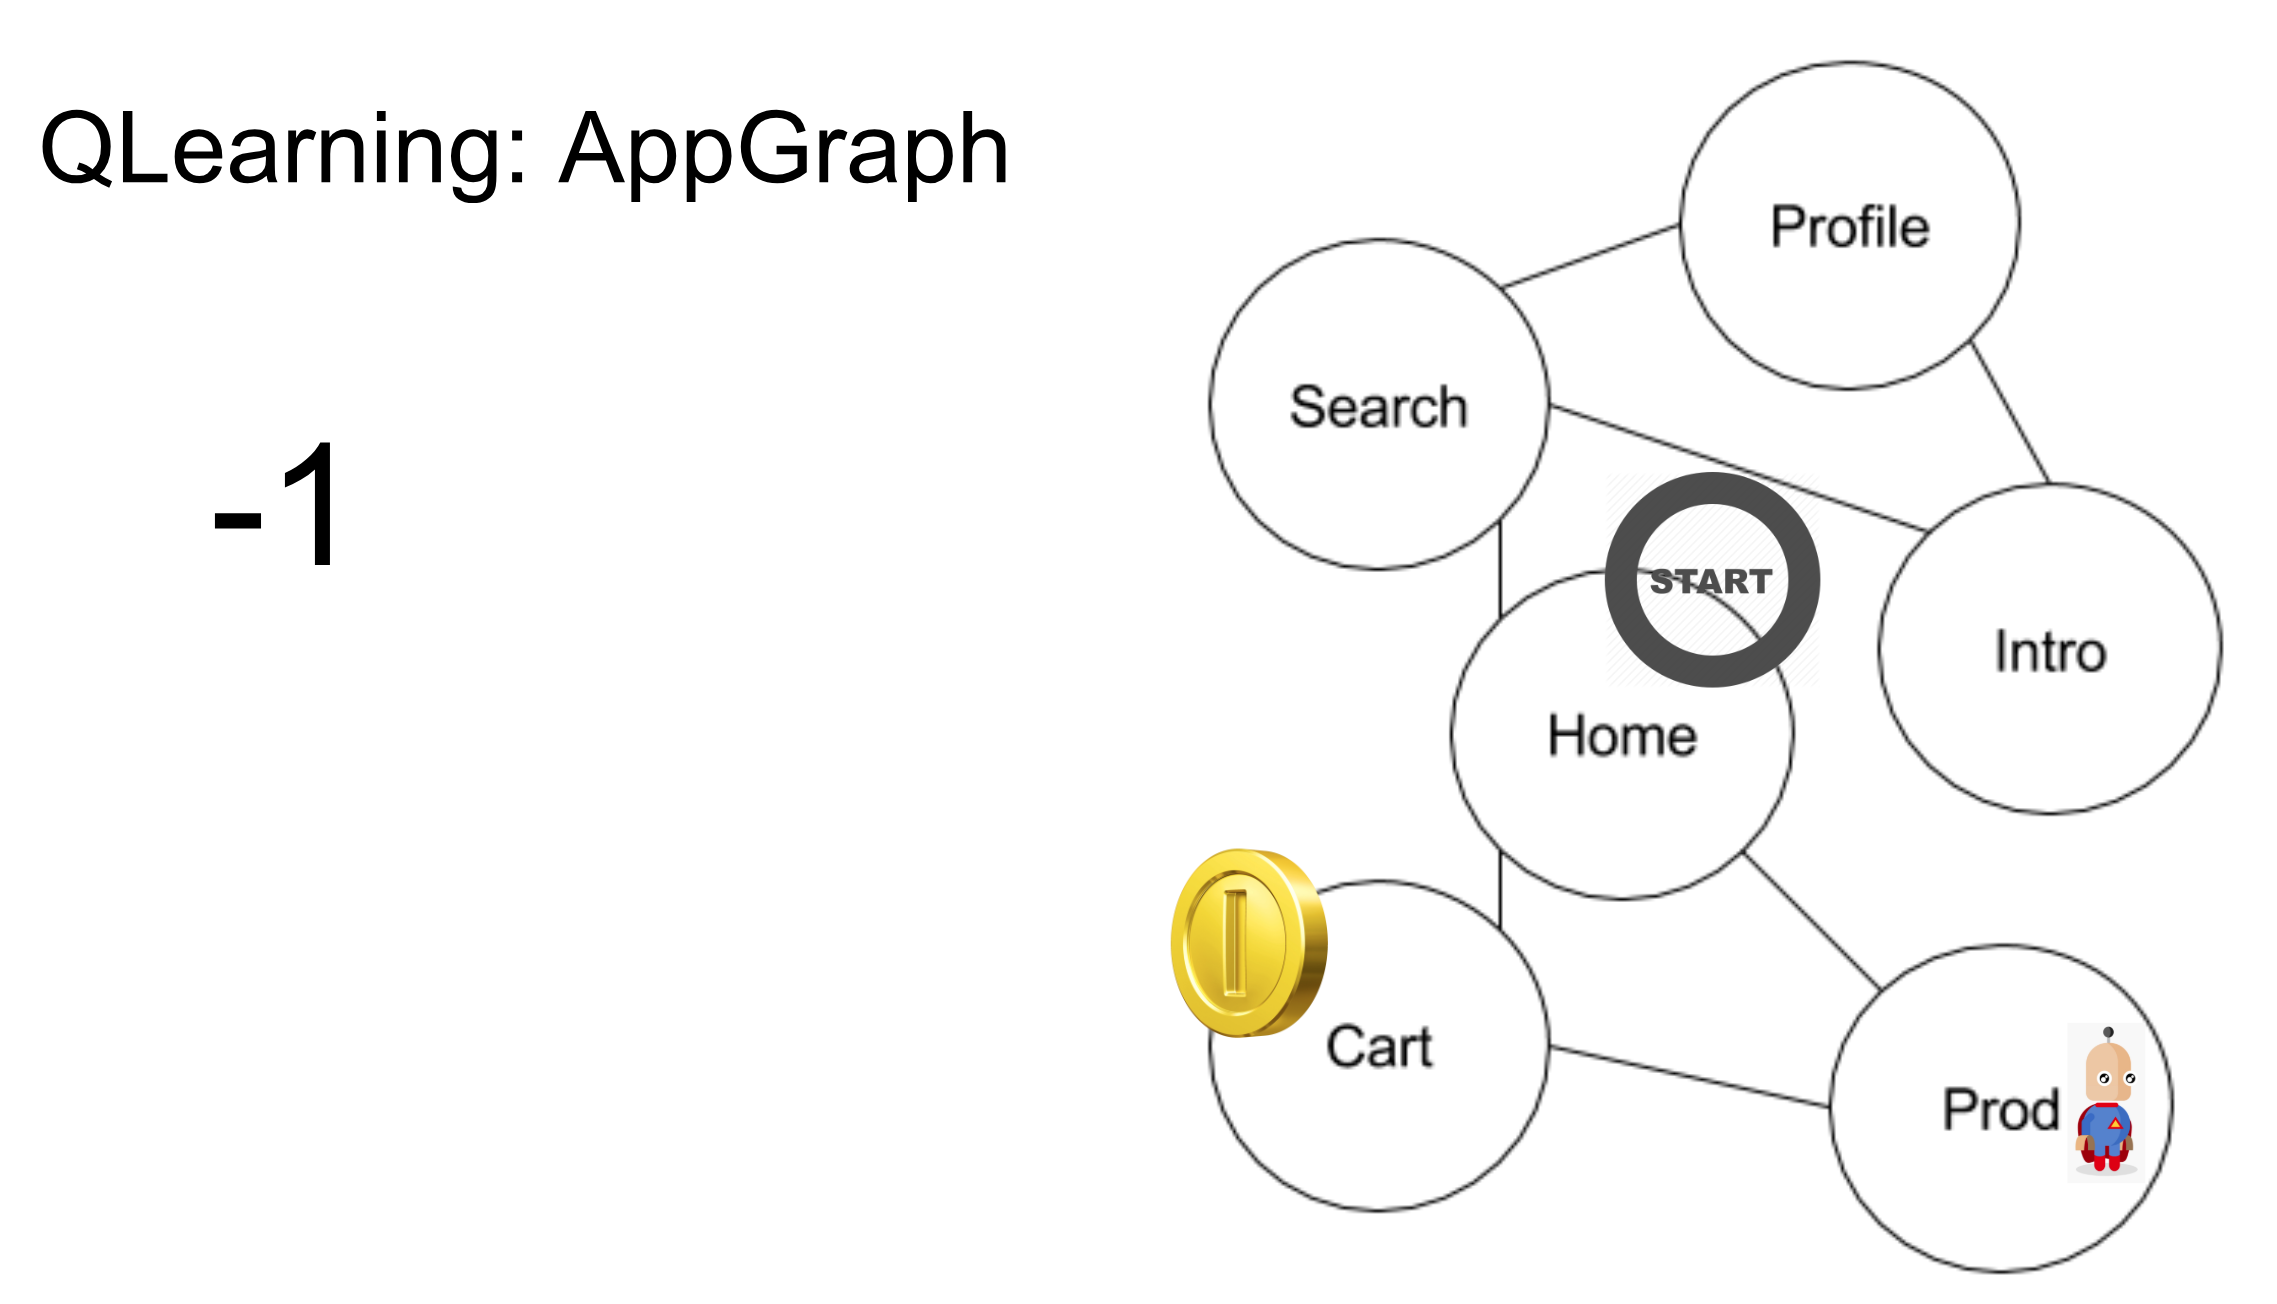 QLearning: AppGraph
-1
Profile
Search
START
Intro
Home
Cart
Prod